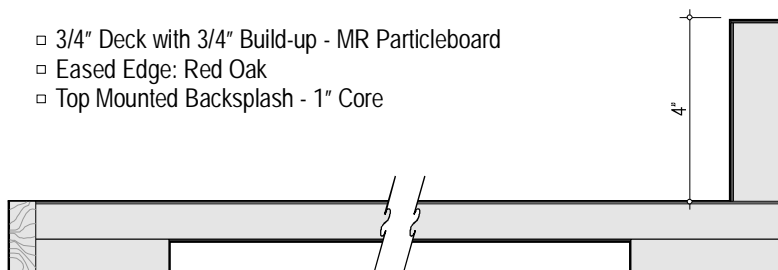 ▫ 3/4″ Deck with 3/4″ Build-up - MR Particleboard
▫ Eased Edge: Red Oak
▫ Top Mounted Backsplash - 1″ Core
4"